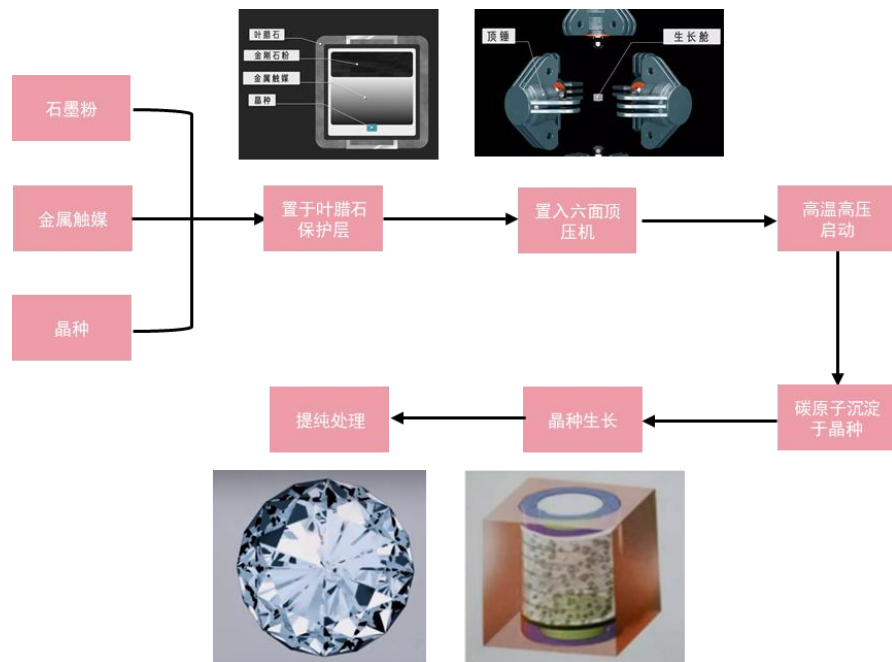 叶腊石
金刚石粉
金属触媒
晶种
顶锤
生长舱
石墨粉
金属触媒
晶种
置于叶腊石
保护层
置入六面顶
压机
高温高压
启动
碳原子沉淀
于晶种
晶种生长
提纯处理